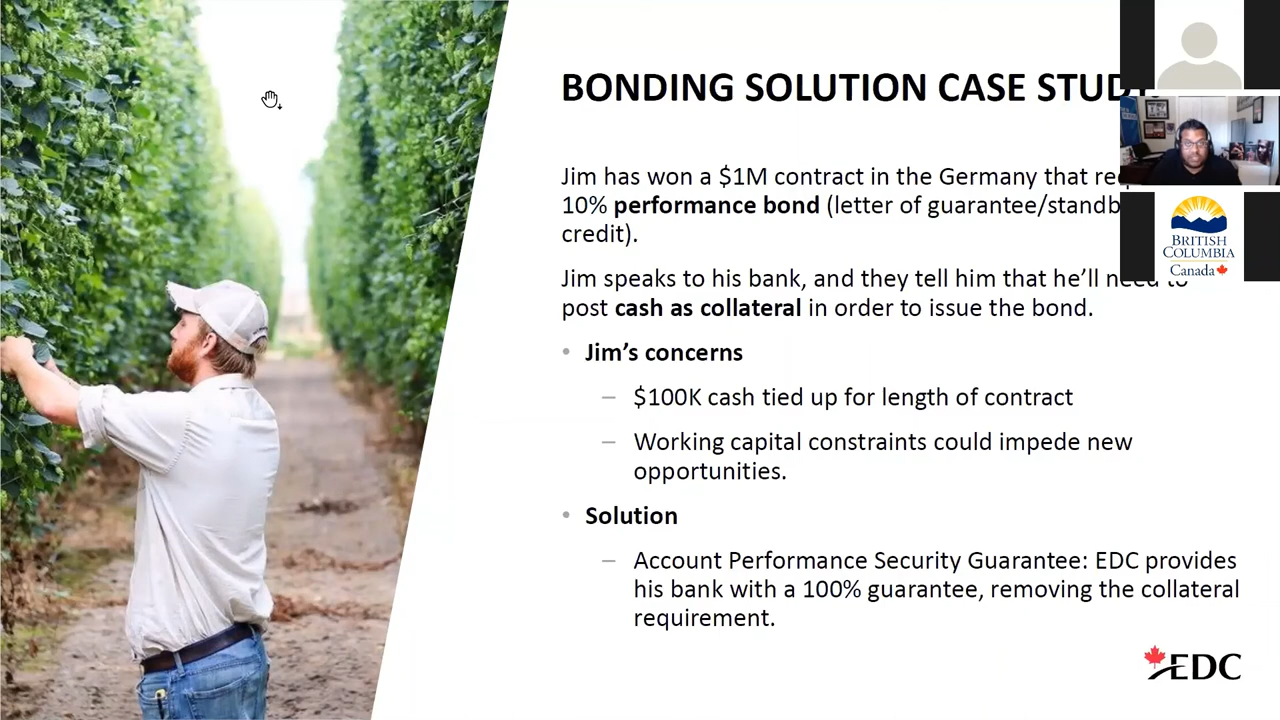 BONDING SOLUTION CASE STUDY
Jim has won a $1M contract in the Germany that
10% performance bond (letter of guarantee/standb
credit).
Jim speaks to his bank, and they tell him that he'll need to
post cash as collateral in order to issue the bond.
• Jim's concerns
– $100K cash tied up for length of contract
– Working capital constraints could impede new
opportunities.
• Solution
– Account Performance Security Guarantee: EDC provides
his bank with a 100% guarantee, removing the collateral
requirement.
EDC
BRITISH
COLUMBIA
Canada